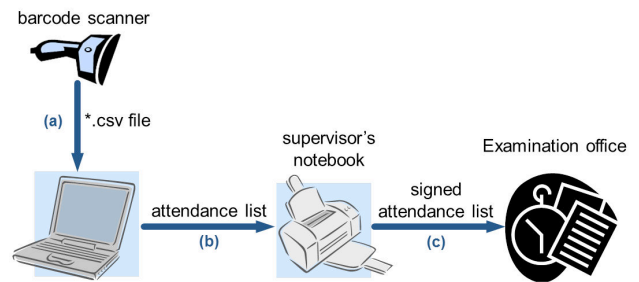 barcode scanner
(a) *.csv file
supervisor's
notebook
Examination office
attendance list
(b)
signed
attendance list
(c)